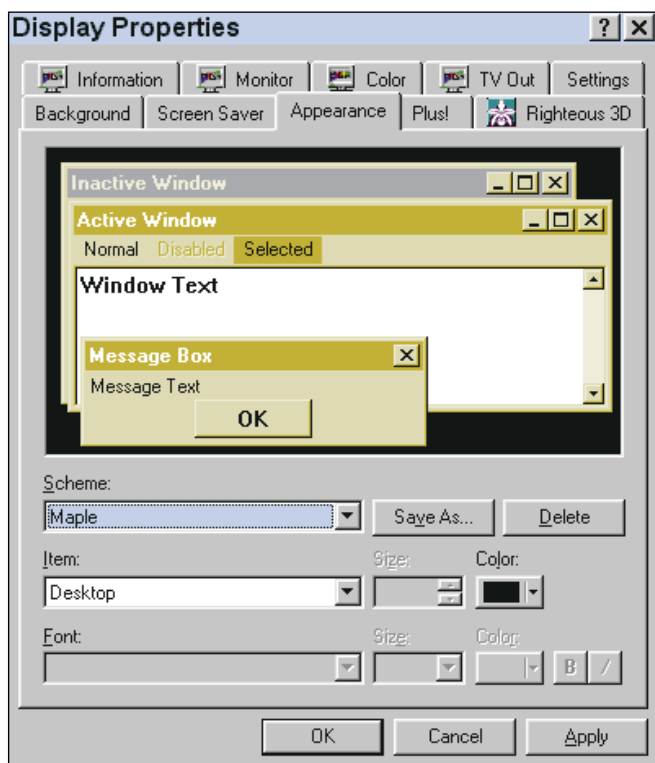 Display Properties
Information Monitor Color TV Out Settings
Background Screen Saver Appearance Plus! Righteous 3D
Inactive Window
Active Window
Normal Disabled Selected
Window Text
Message Box
Message Text
OK
Scheme:
Maple Save As... Delete
Item: Size: Color:
Desktop
Font: Size: Color:
B /
OK Cancel Apply